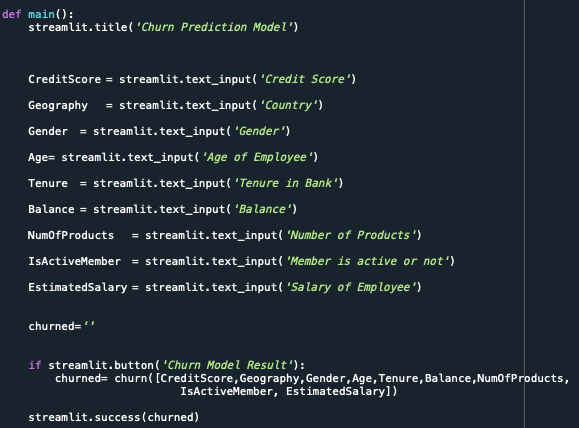 def main():
    streamlit.title('Churn Prediction Model')
    CreditScore = streamlit.text_input('Credit Score')
    Geography   = streamlit.text_input('Country')
    Gender  = streamlit.text_input('Gender')
    Age= streamlit.text_input('Age of Employee')
    Tenure  = streamlit.text_input('Tenure in Bank')
    Balance = streamlit.text_input('Balance')
    NumOfProducts   = streamlit.text_input('Number of Products')
    IsActiveMember  = streamlit.text_input('Member is active or not')
    EstimatedSalary = streamlit.text_input('Salary of Employee')
    churned=''
    if streamlit.button('Churn Model Result'):
        churned= churn([CreditScore,Geography,Gender,Age,Tenure,Balance,NumOfProducts,
                       IsActiveMember, EstimatedSalary])
    streamlit.success(churned)